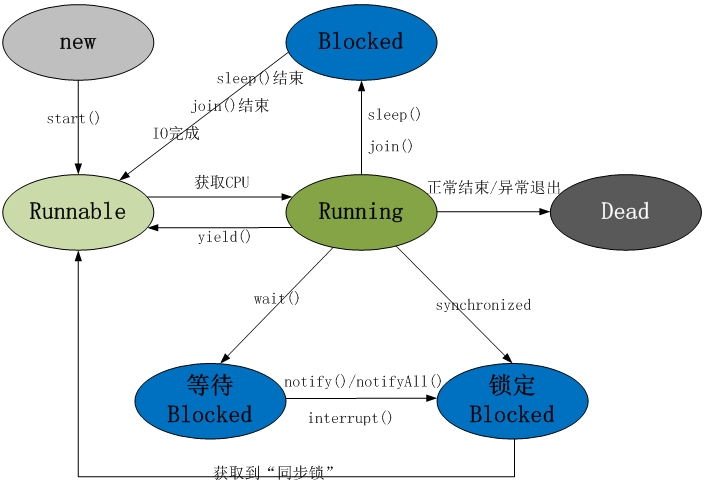 new
Blocked
sleep()结束
join()结束
IO完成
start()
sleep()
join()
Runnable
获取CPU
yield()
Running
正常结束/异常退出
Dead
wait()
synchronized
等待
Blocked
notify()/notifyAll()
interrupt()
锁定
Blocked
获取到“同步锁”